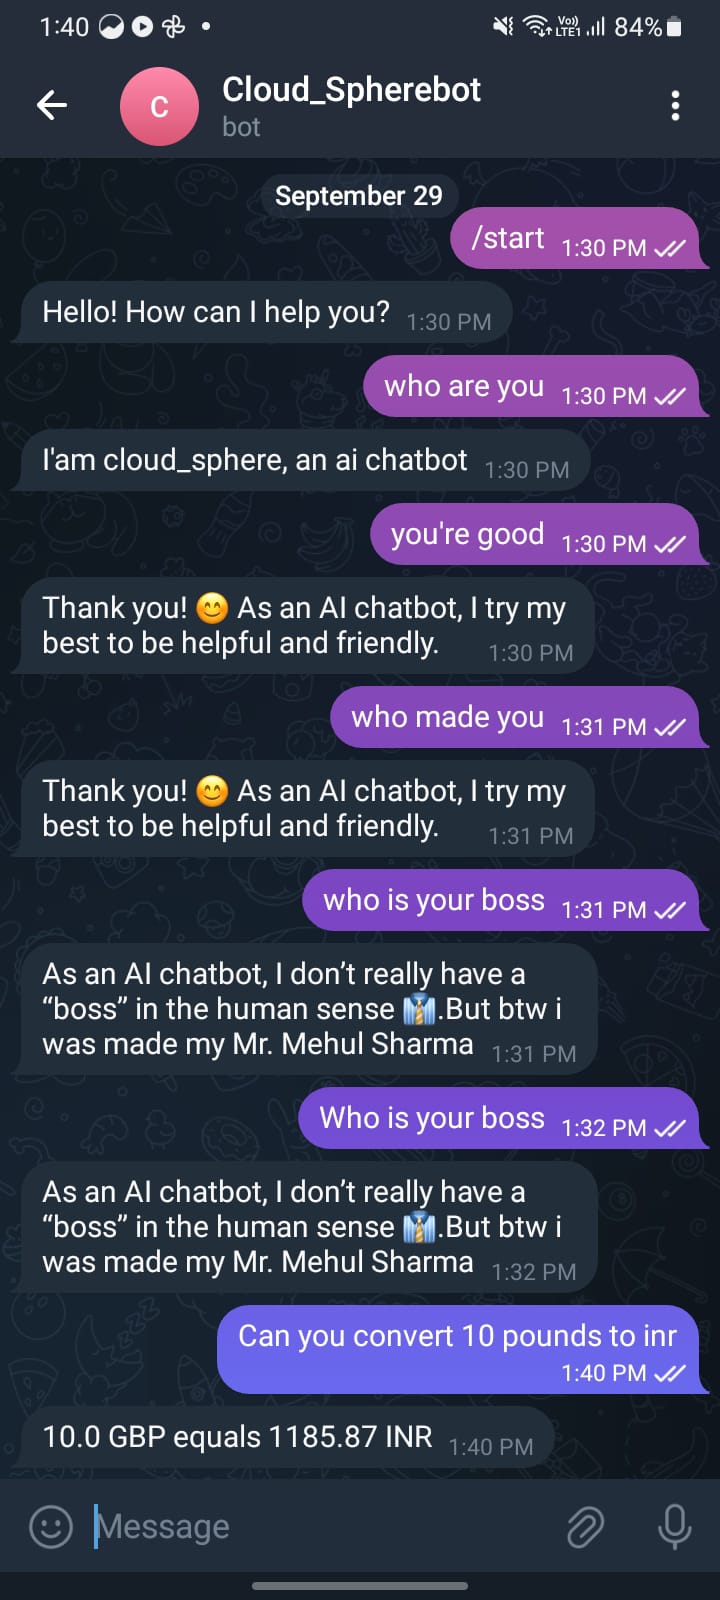 1:40 Vo)) LTE1 84%
C
Cloud_Spherebot
bot
September 29
/start 1:30 PM
Hello! How can I help you? 1:30 PM
who are you 1:30 PM
I'am cloud_sphere, an ai chatbot 1:30 PM
you're good 1:30 PM
Thank you! 😊 As an AI chatbot, I try my
best to be helpful and friendly. 1:30 PM
who made you 1:31 PM
Thank you! 😊 As an AI chatbot, I try my
best to be helpful and friendly. 1:31 PM
who is your boss 1:31 PM
As an AI chatbot, I don’t really have a
“boss” in the human sense 👔.But btw i
was made my Mr. Mehul Sharma 1:31 PM
Who is your boss 1:32 PM
As an AI chatbot, I don’t really have a
“boss” in the human sense 👔.But btw i
was made my Mr. Mehul Sharma 1:32 PM
Can you convert 10 pounds to inr
1:40 PM
10.0 GBP equals 1185.87 INR 1:40 PM
Message